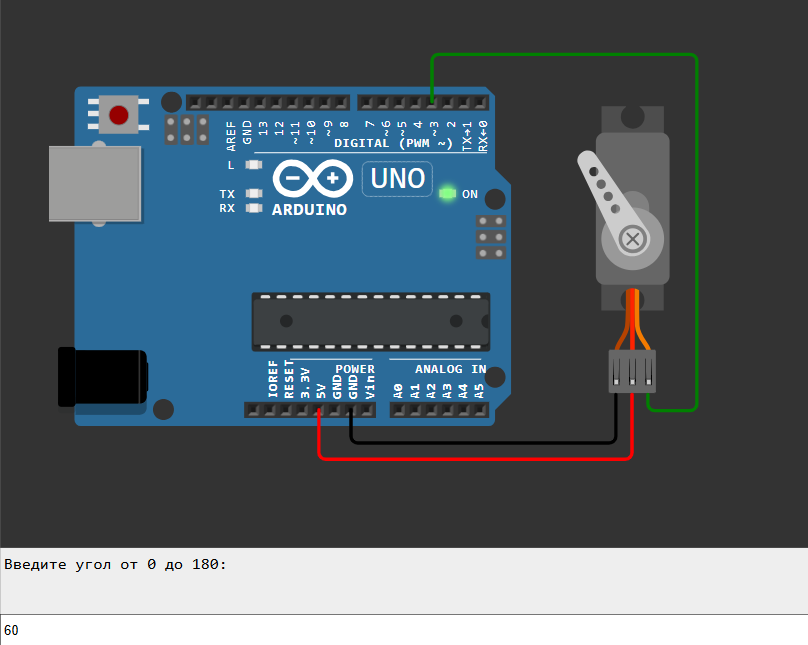 AREF
GND
13
12
~11
~10
~9
8
7
~6
~5
4
~3
2
TX→1
RX←0
DIGITAL (PWM ~)
L
TX
RX
UNO
ON
ARDUINO
POWER
ANALOG IN
IOREF
RESET
3.3V
5V
GND
GND
Vin
A0
A1
A2
A3
A4
A5
Введите угол от 0 до 180:
60